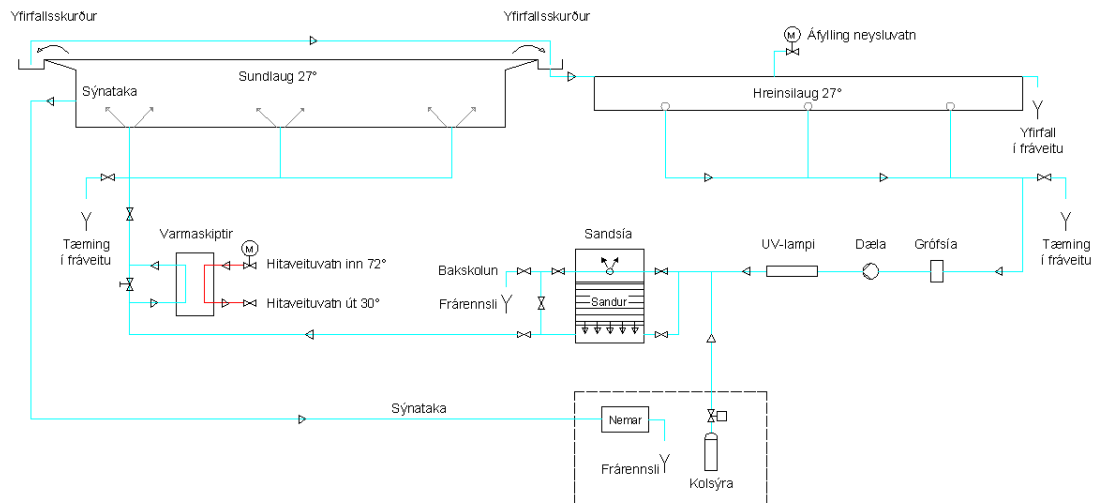 Yfirfallsskurður
Yfirfallsskurður
M
Áfylling neysluvatn
Sundlaug 27°
Hreinsilaug 27°
Sýnataka
Yfirfall
í fráveitu
Tæming
í fráveitu
Varmaskiptir
M
Hitaveituvatn inn 72°
Hitaveituvatn út 30°
Sandsía
Bakskolun
Frárennsli
Sandur
UV-lampi
Dæla
Grófsía
Tæming
í fráveitu
Sýnataka
Nemar
Frárennsli
Kolsýra